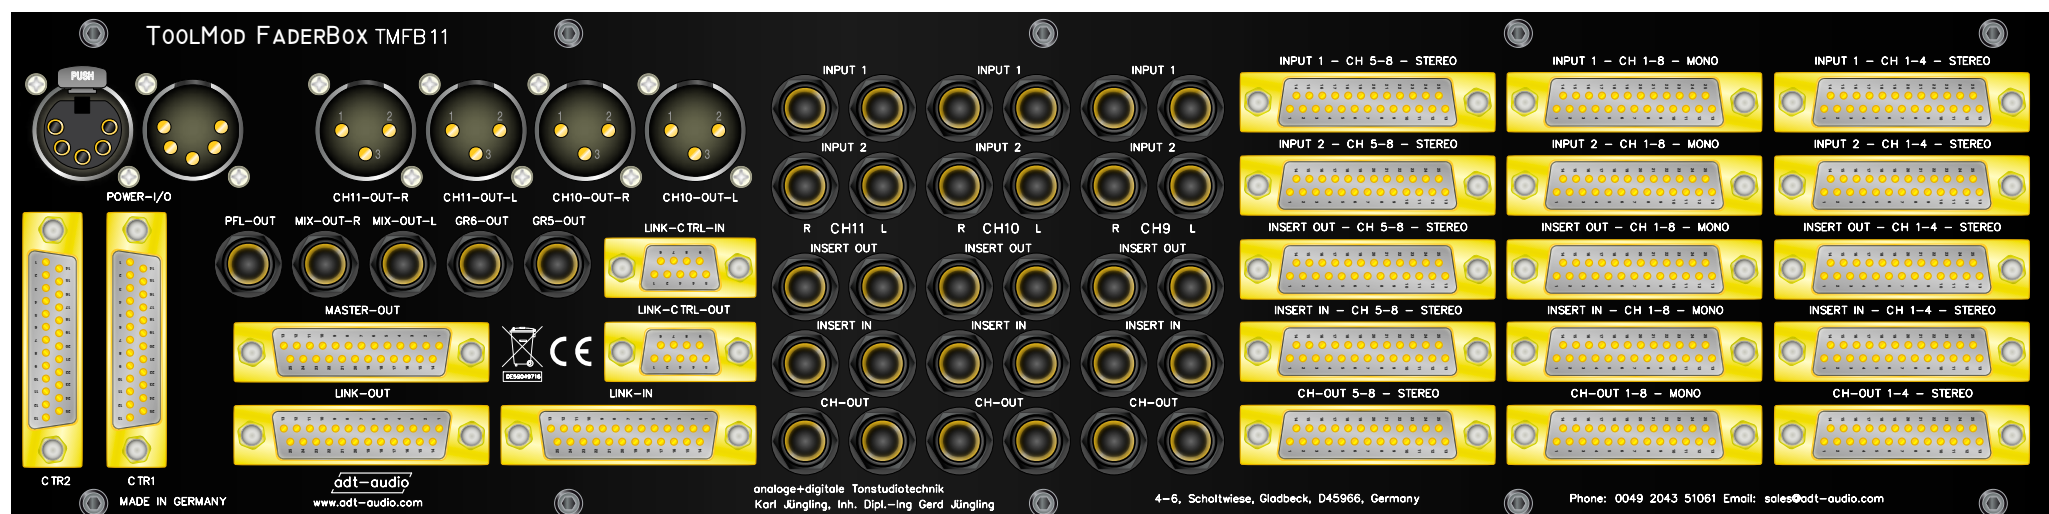 TOOLMOD FADERBOX TMFB11
PUSH
POWER-I/O
1 2 3
1 2 3
1 2 3
1 2 3
CH11-OUT-R CH11-OUT-L CH10-OUT-R CH10-OUT-L
PFL-OUT MIX-OUT-R MIX-OUT-L GR6-OUT GR5-OUT
LINK-CTRL-IN
MASTER-OUT
LINK-CTRL-OUT
DE58049716
CE
LINK-OUT LINK-IN
CTR2 CTR1
MADE IN GERMANY
adt-audio
www.adt-audio.com
INPUT 1 INPUT 1 INPUT 1
INPUT 2 INPUT 2 INPUT 2
R CH11 L R CH10 L R CH9 L
INSERT OUT INSERT OUT INSERT OUT
INSERT IN INSERT IN INSERT IN
CH-OUT CH-OUT CH-OUT
analoge+digitale Tonstudiotechnik
Karl Jüngling, Inh. Dipl.-Ing Gerd Jüngling
INPUT 1 - CH 5-8 - STEREO INPUT 1 - CH 1-8 - MONO INPUT 1 - CH 1-4 - STEREO
INPUT 2 - CH 5-8 - STEREO INPUT 2 - CH 1-8 - MONO INPUT 2 - CH 1-4 - STEREO
INSERT OUT - CH 5-8 - STEREO INSERT OUT - CH 1-8 - MONO INSERT OUT - CH 1-4 - STEREO
INSERT IN - CH 5-8 - STEREO INSERT IN - CH 1-8 - MONO INSERT IN - CH 1-4 - STEREO
CH-OUT 5-8 - STEREO CH-OUT 1-8 - MONO CH-OUT 1-4 - STEREO
4-6, Scholtwiese, Gladbeck, D45966, Germany
Phone: 0049 2043 51061 Email: sales@adt-audio.com